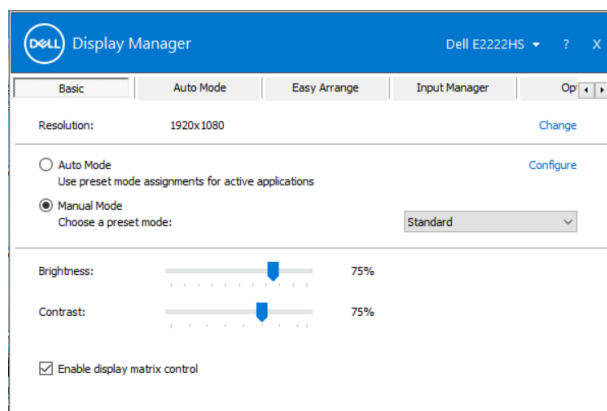 DELL Display Manager Dell E2222HS ? X
Basic Auto Mode Easy Arrange Input Manager
Resolution: 1920x1080 Change
Auto Mode Configure
Use preset mode assignments for active applications
Manual Mode
Choose a preset mode: Standard
Brightness: 75%
Contrast: 75%
Enable display matrix control